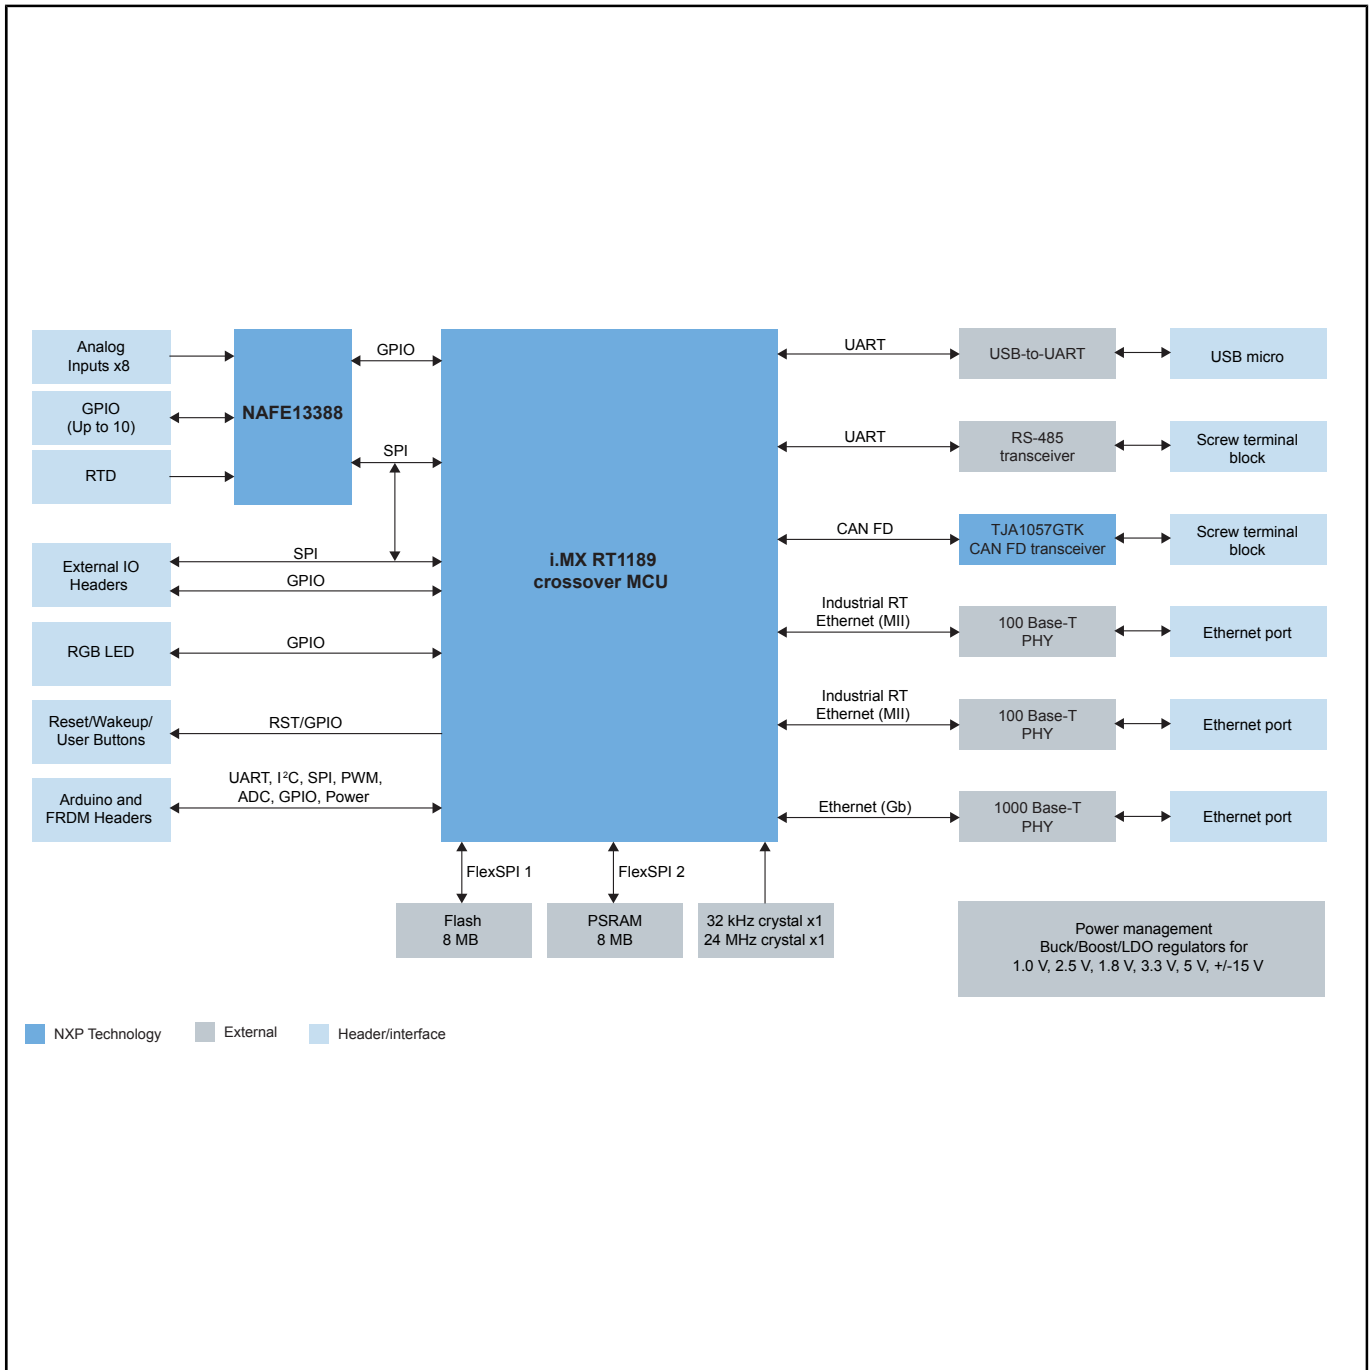 Analog
Inputs x8
GPIO
(Up to 10)
RTD
NAFE13388
GPIO
SPI
External IO
Headers
SPI
GPIO
RGB LED
GPIO
Reset/Wakeup/
User Buttons
RST/GPIO
Arduino and
FRDM Headers
UART, I²C, SPI, PWM,
ADC, GPIO, Power
i.MX RT1189
crossover MCU
UART
USB-to-UART
USB micro
UART
RS-485
transceiver
Screw terminal
block
CAN FD
TJA1057GTK
CAN FD transceiver
Screw terminal
block
Industrial RT
Ethernet (MII)
100 Base-T
PHY
Ethernet port
Industrial RT
Ethernet (MII)
100 Base-T
PHY
Ethernet port
Ethernet (Gb)
1000 Base-T
PHY
Ethernet port
FlexSPI 1
FlexSPI 2
Flash
8 MB
PSRAM
8 MB
32 kHz crystal x1
24 MHz crystal x1
Power management
Buck/Boost/LDO regulators for
1.0 V, 2.5 V, 1.8 V, 3.3 V, 5 V, +/-15 V
NXP Technology
External
Header/interface